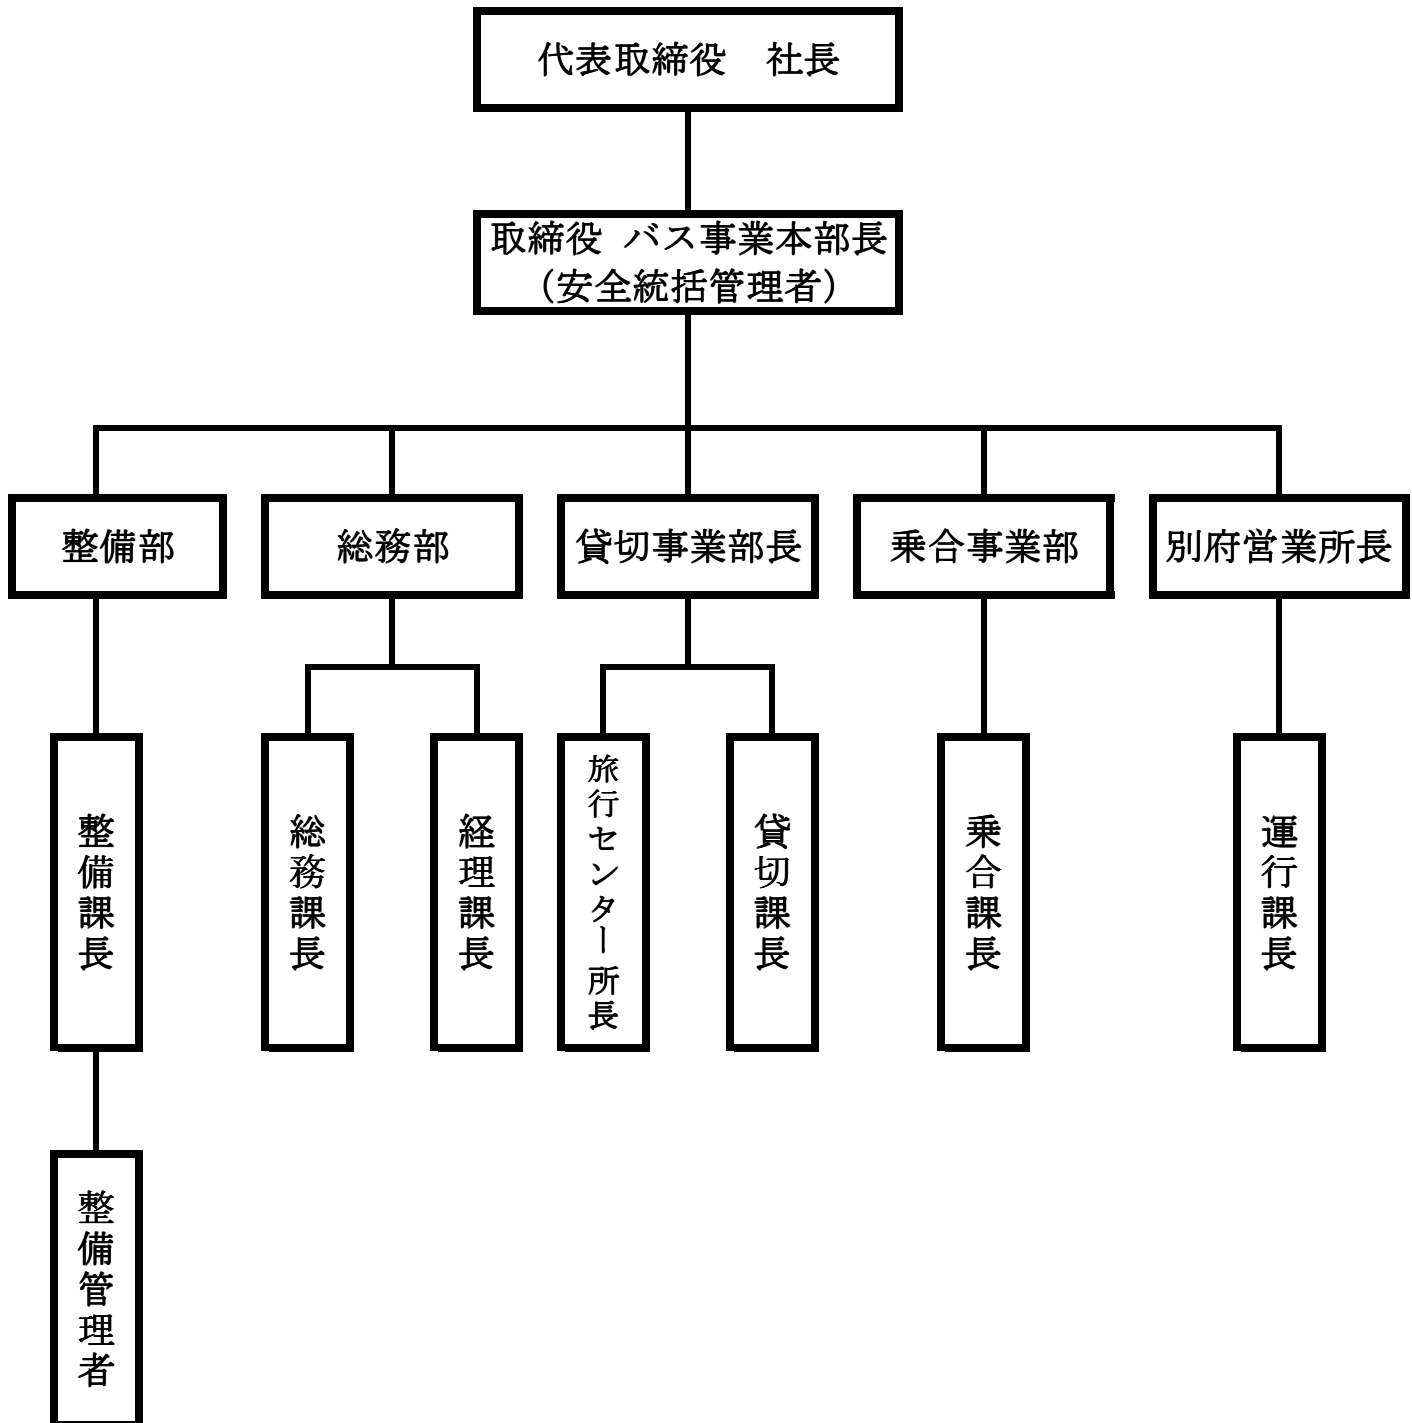 代表取締役　社長
取締役 バス事業本部長
（安全統括管理者）
整備部
総務部
貸切事業部長
乗合事業部
別府営業所長
整備課長
総務課長
経理課長
旅行センター所長
貸切課長
乗合課長
運行課長
整備管理者